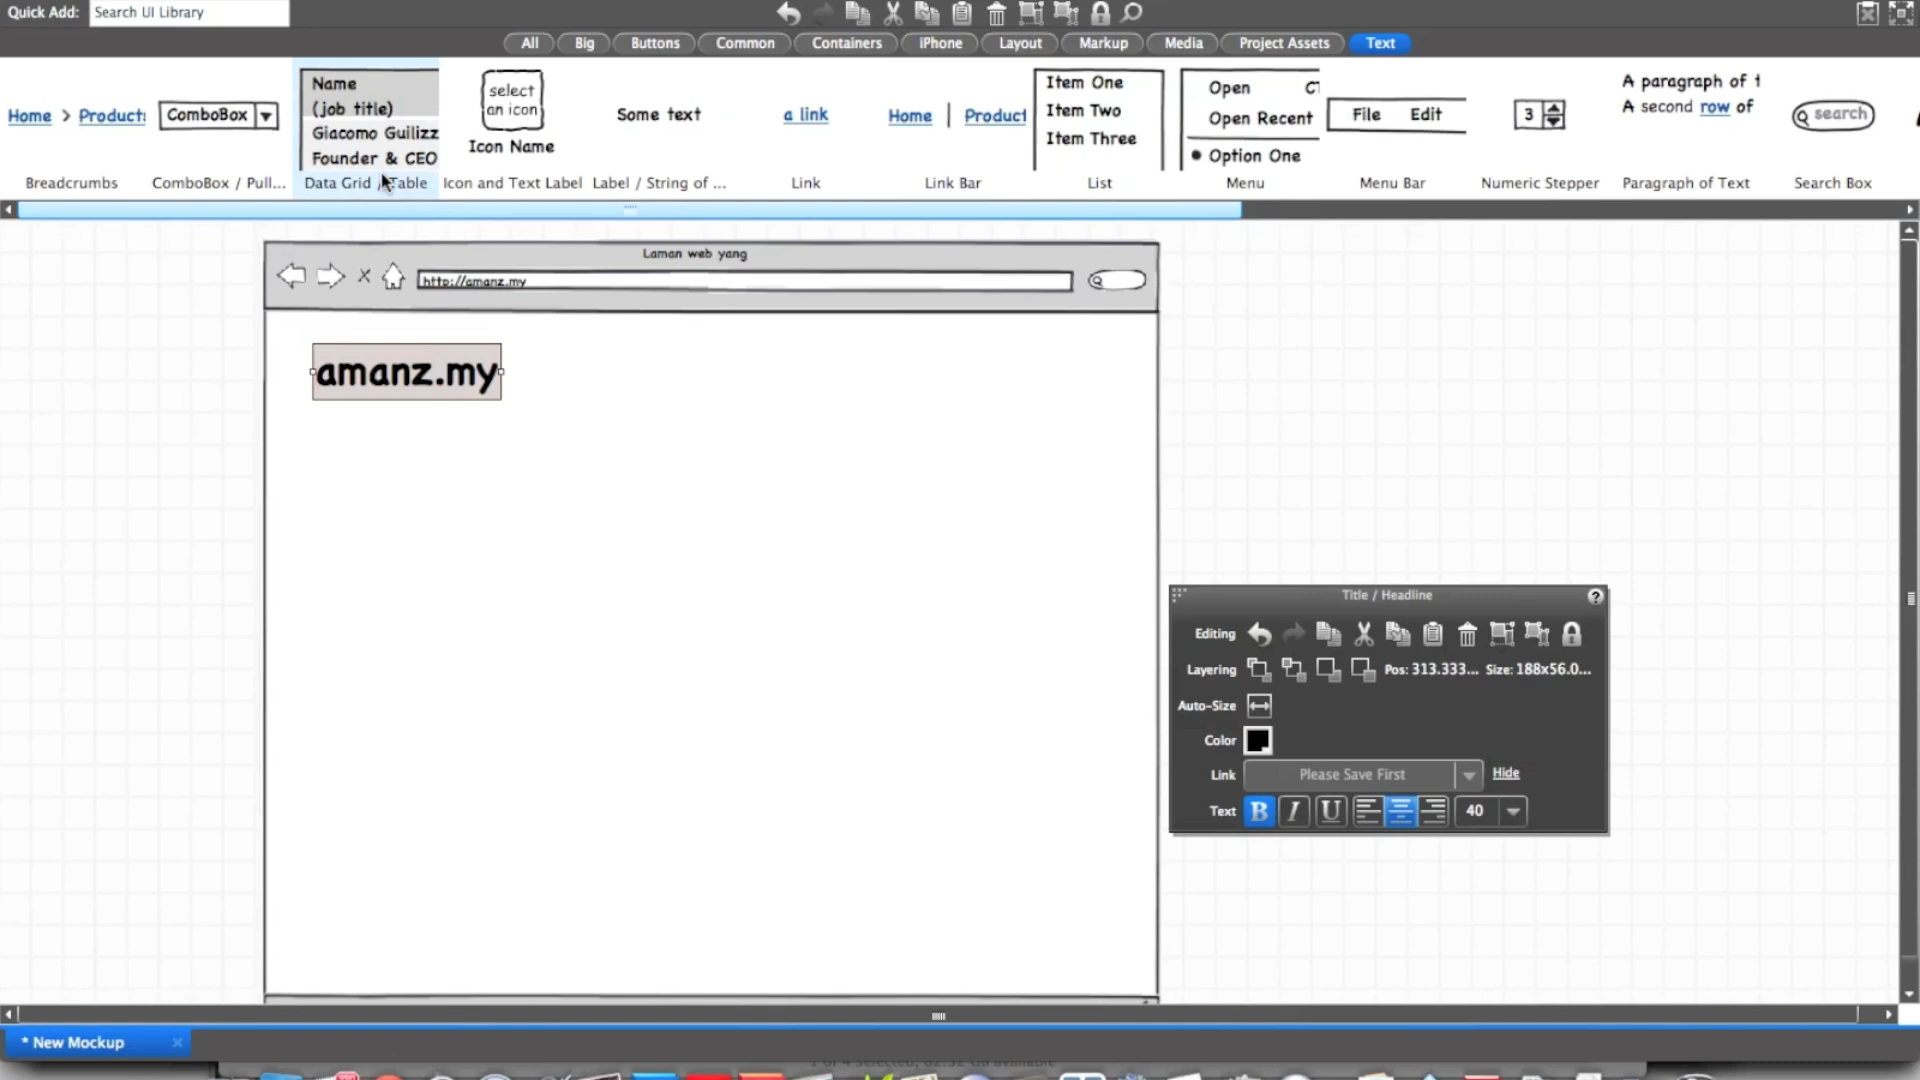 Quick Add: Search UI Library
All Big Buttons Common Containers iPhone Layout Markup Media Project Assets Text
Home > Product
ComboBox
Name
(job title)
Giacomo Guilizz
Founder & CEO
select
an icon
Icon Name
Some text
a link
Home | Product
Item One
Item Two
Item Three
Open
Open Recent
Option One
File Edit
3
A paragraph of t
A second row of
search
Breadcrumbs ComboBox / Pull... Data Grid / Table Icon and Text Label Label / String of ... Link Link Bar List Menu Menu Bar Numeric Stepper Paragraph of Text Search Box
Laman web yang
http://amanz.my
amanz.my
Title / Headline
Editing
Layering Pos: 313.333... Size: 188x56.0...
Auto-Size
Color
Link Please Save First Hide
Text B I U 40
* New Mockup